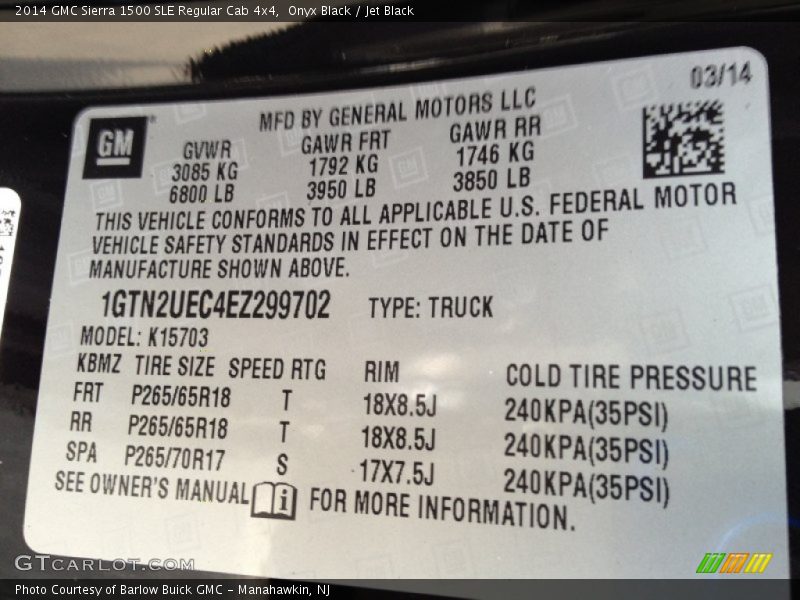 2014 GMC Sierra 1500 SLE Regular Cab 4x4, Onyx Black / Jet Black
03/14
MFD BY GENERAL MOTORS LLC
GM
GVWR GAWR FRT GAWR RR
3085 KG 1792 KG 1746 KG
6800 LB 3950 LB 3850 LB
THIS VEHICLE CONFORMS TO ALL APPLICABLE U.S. FEDERAL MOTOR
VEHICLE SAFETY STANDARDS IN EFFECT ON THE DATE OF
MANUFACTURE SHOWN ABOVE.
1GTN2UEC4EZ299702 TYPE: TRUCK
MODEL: K15703
KBMZ TIRE SIZE SPEED RTG RIM COLD TIRE PRESSURE
FRT P265/65R18 T 18X8.5J 240KPA(35PSI)
RR P265/65R18 T 18X8.5J 240KPA(35PSI)
SPA P265/70R17 S 17X7.5J 240KPA(35PSI)
SEE OWNER'S MANUAL i FOR MORE INFORMATION.
GTCARLOT.COM
Photo Courtesy of Barlow Buick GMC - Manahawkin, NJ